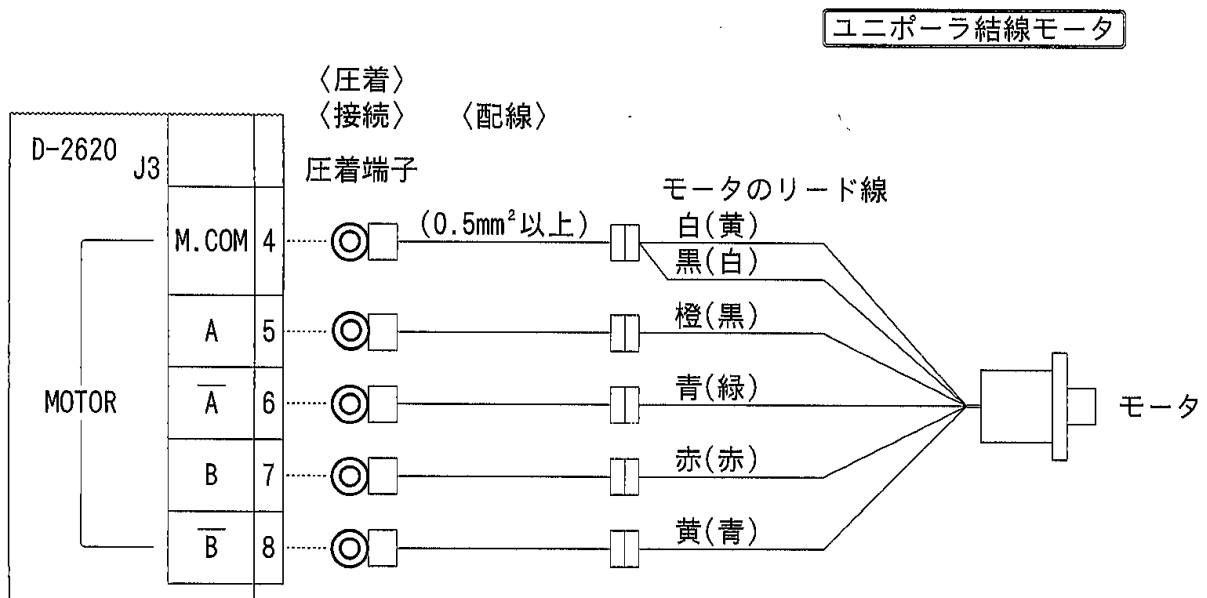 ユニポーラ結線モータ
〈圧着〉
〈接続〉 〈配線〉
D-2620
J3
圧着端子
モータのリード線
M.COM 4 (0.5mm²以上) 白(黄)
黒(白)
A 5 橙(黒)
MOTOR
A̅ 6 青(緑)
モータ
B 7 赤(赤)
B̅ 8 黄(青)